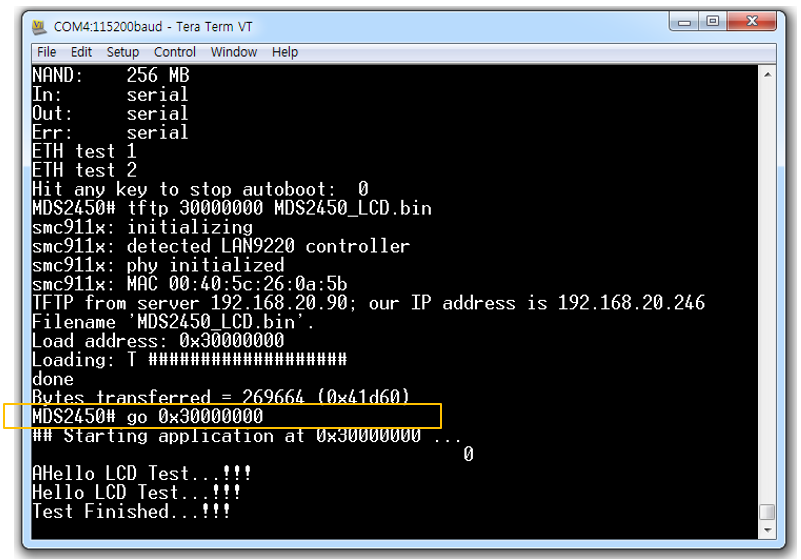 COM4:115200baud - Tera Term VT
File Edit Setup Control Window Help
NAND: 256 MB
In: serial
Out: serial
Err: serial
ETH test 1
ETH test 2
Hit any key to stop autoboot: 0
MDS2450# tftp 30000000 MDS2450_LCD.bin
smc911x: initializing
smc911x: detected LAN9220 controller
smc911x: phy initialized
smc911x: MAC 00:40:5c:26:0a:5b
TFTP from server 192.168.20.90; our IP address is 192.168.20.246
Filename 'MDS2450_LCD.bin'.
Load address: 0x30000000
Loading: T ###################
done
Bytes transferred = 269664 (0x41d60)
MDS2450# go 0x30000000
## Starting application at 0x30000000 ...
0
AHello LCD Test...!!!
Hello LCD Test...!!!
Test Finished...!!!